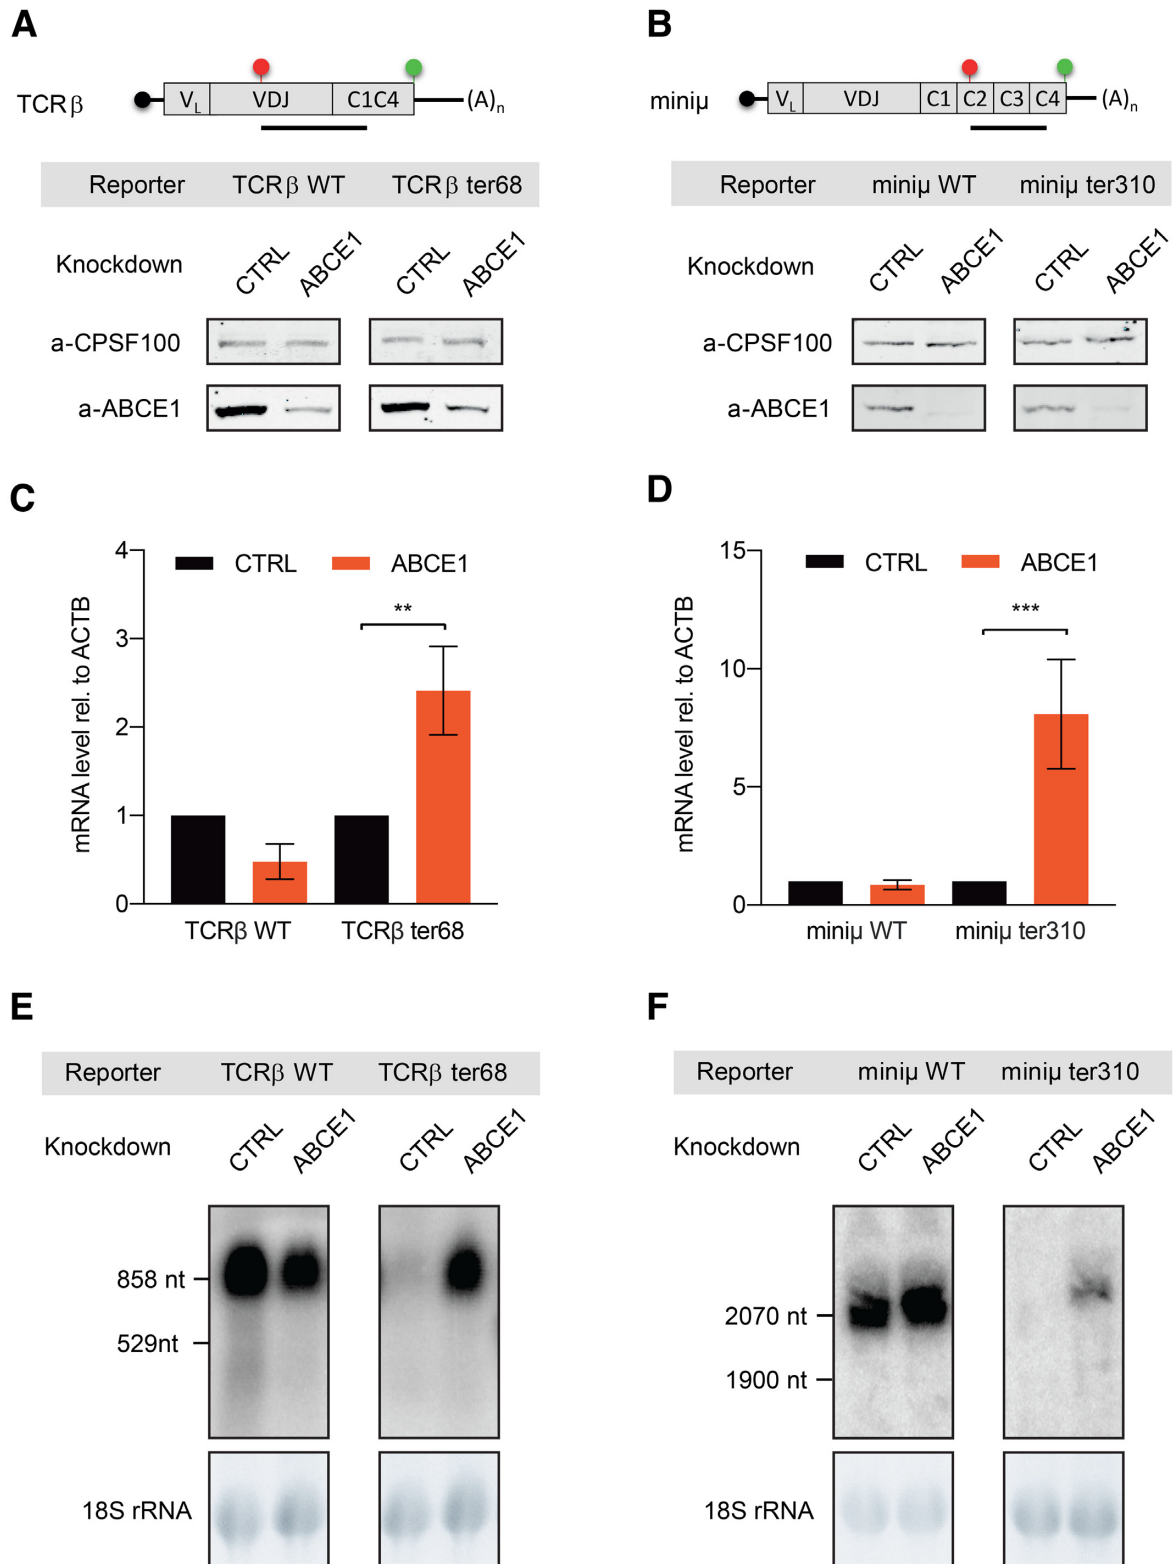 A
TCRβ
V_L VDJ C1C4 (A)_n
Reporter TCRβ WT TCRβ ter68
Knockdown CTRL ABCE1 CTRL ABCE1
a-CPSF100
a-ABCE1
B
miniµ
V_L VDJ C1 C2 C3 C4 (A)_n
Reporter miniµ WT miniµ ter310
Knockdown CTRL ABCE1 CTRL ABCE1
a-CPSF100
a-ABCE1
C
mRNA level rel. to ACTB
4
3
2
1
0
CTRL ABCE1
**
TCRβ WT TCRβ ter68
D
mRNA level rel. to ACTB
15
10
5
0
CTRL ABCE1
***
miniµ WT miniµ ter310
E
Reporter TCRβ WT TCRβ ter68
Knockdown CTRL ABCE1 CTRL ABCE1
858 nt
529nt
18S rRNA
F
Reporter miniµ WT miniµ ter310
Knockdown CTRL ABCE1 CTRL ABCE1
2070 nt
1900 nt
18S rRNA